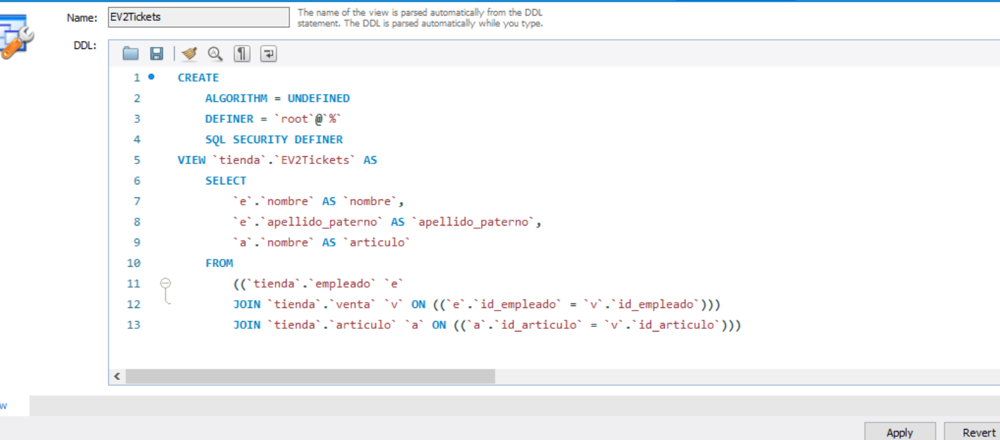 Name: EV2Tickets The name of the view is parsed automatically from the DDL
statement. The DDL is parsed automatically while you type.
DDL:
1 CREATE
2 ALGORITHM = UNDEFINED
3 DEFINER = `root`@`%`
4 SQL SECURITY DEFINER
5 VIEW `tienda`.`EV2Tickets` AS
6 SELECT
7 `e`.`nombre` AS `nombre`,
8 `e`.`apellido_paterno` AS `apellido_paterno`,
9 `a`.`nombre` AS `articulo`
10 FROM
11 ((`tienda`.`empleado` `e`
12 JOIN `tienda`.`venta` `v` ON ((`e`.`id_empleado` = `v`.`id_empleado`)))
13 JOIN `tienda`.`articulo` `a` ON ((`a`.`id_articulo` = `v`.`id_articulo`)))
Apply Revert